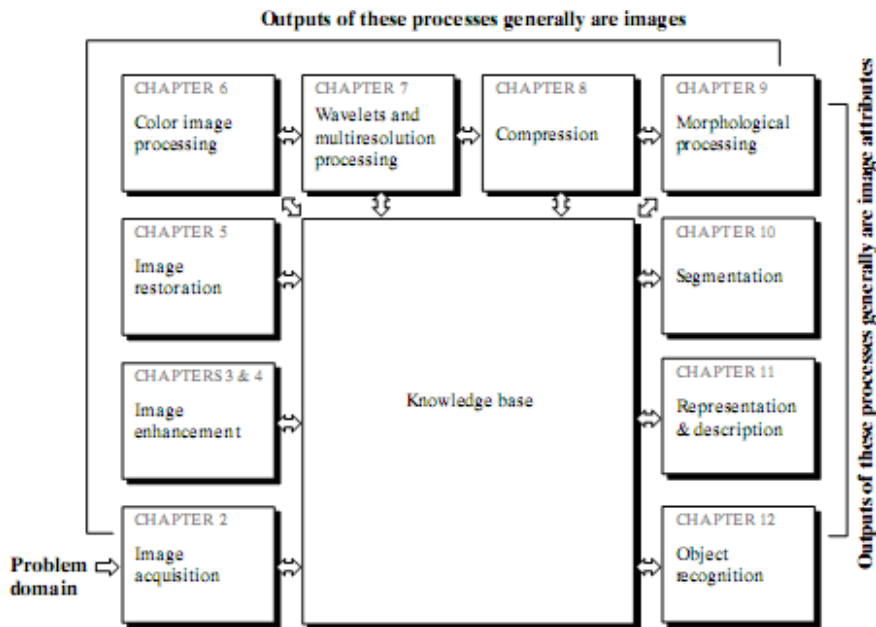 Outputs of these processes generally are images
CHAPTER 6
Color image
processing
CHAPTER 7
Wavelets and
multiresolution
processing
CHAPTER 8
Compression
CHAPTER 9
Morphological
processing
CHAPTER 5
Image
restoration
CHAPTER 10
Segmentation
CHAPTERS 3 & 4
Image
enhancement
Knowledge base
CHAPTER 11
Representation
& description
CHAPTER 2
Image
acquisition
CHAPTER 12
Object
recognition
Problem
domain
Outputs of these processes generally are image attributes